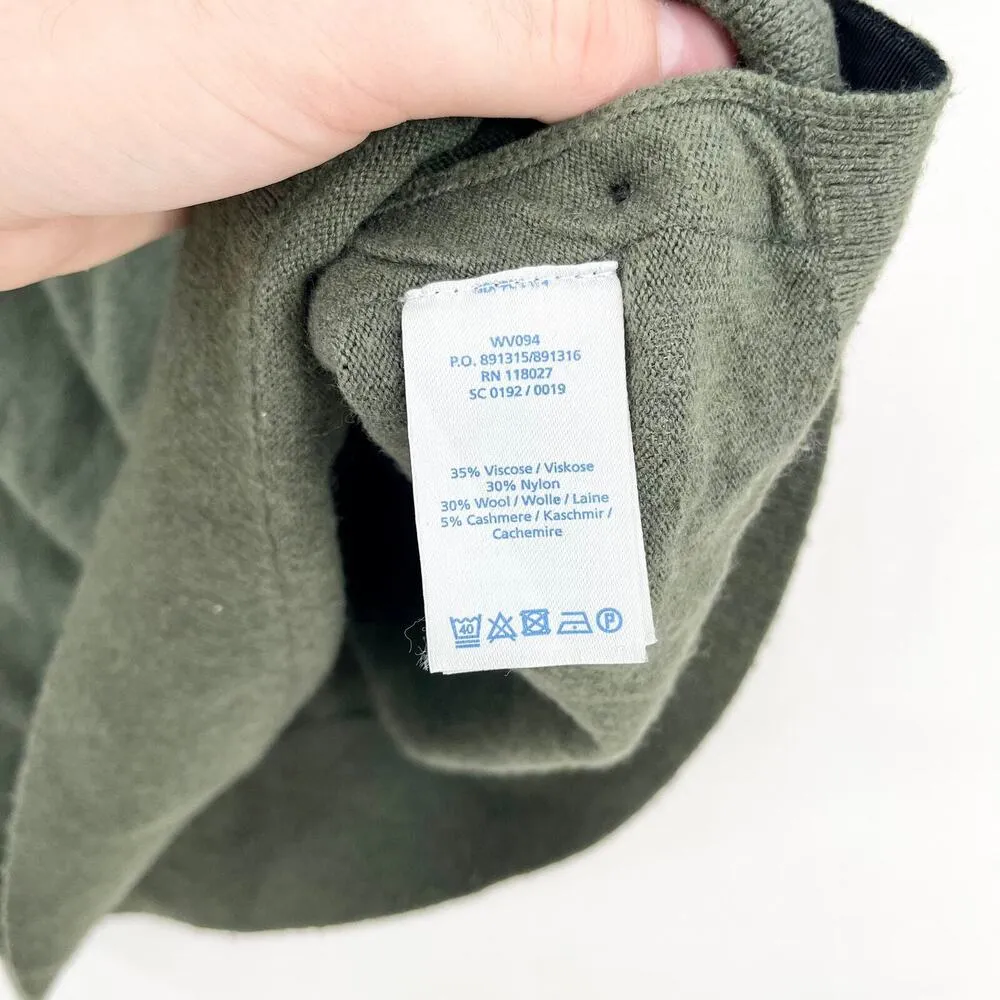 WV094
P.O. 891315/891316
RN 118027
SC 0192 / 0019
35% Viscose / Viskose
30% Nylon
30% Wool / Wolle / Laine
5% Cashmere / Kaschmir /
Cachemire
40
P